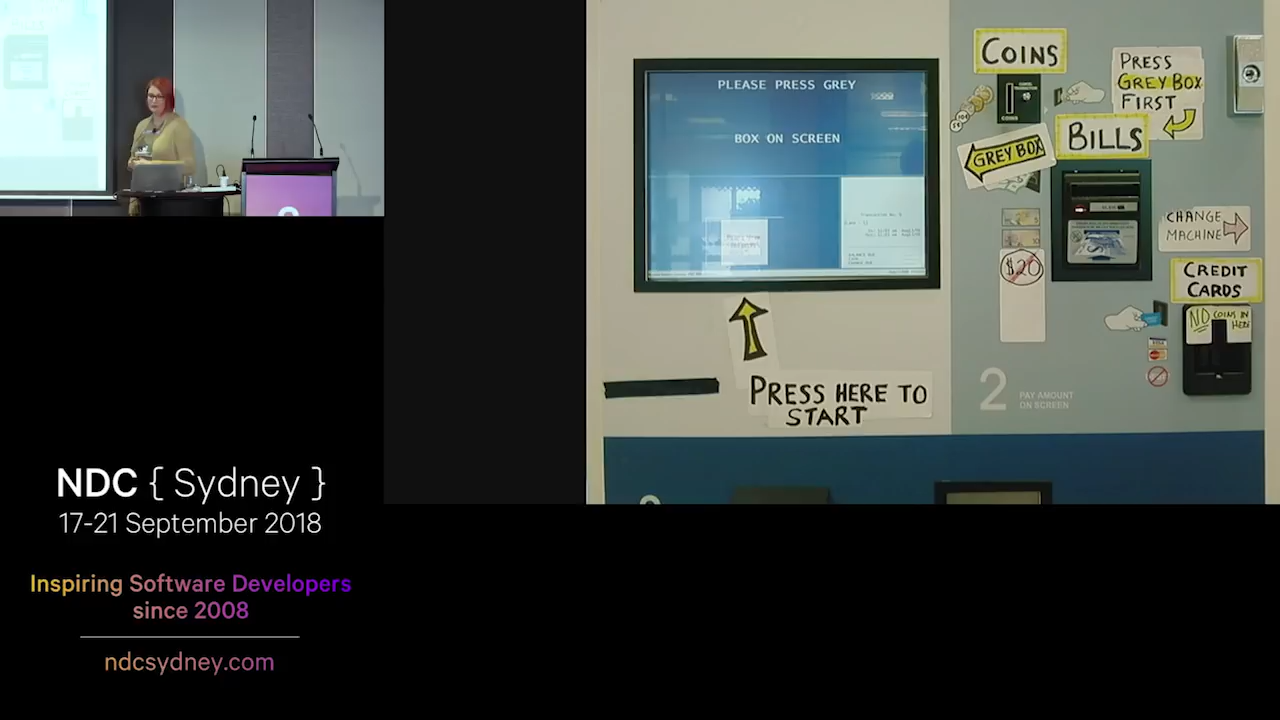 PLEASE PRESS GREY
BOX ON SCREEN
PRESS HERE TO
START
COINS
PRESS
GREY BOX
FIRST
GREY BOX
BILLS
CHANGE
MACHINE
$20
CREDIT
CARDS
NO COINS IN
HERE
2
PAY AMOUNT
ON SCREEN
NDC { Sydney }
17-21 September 2018
Inspiring Software Developers
since 2008
ndcsydney.com